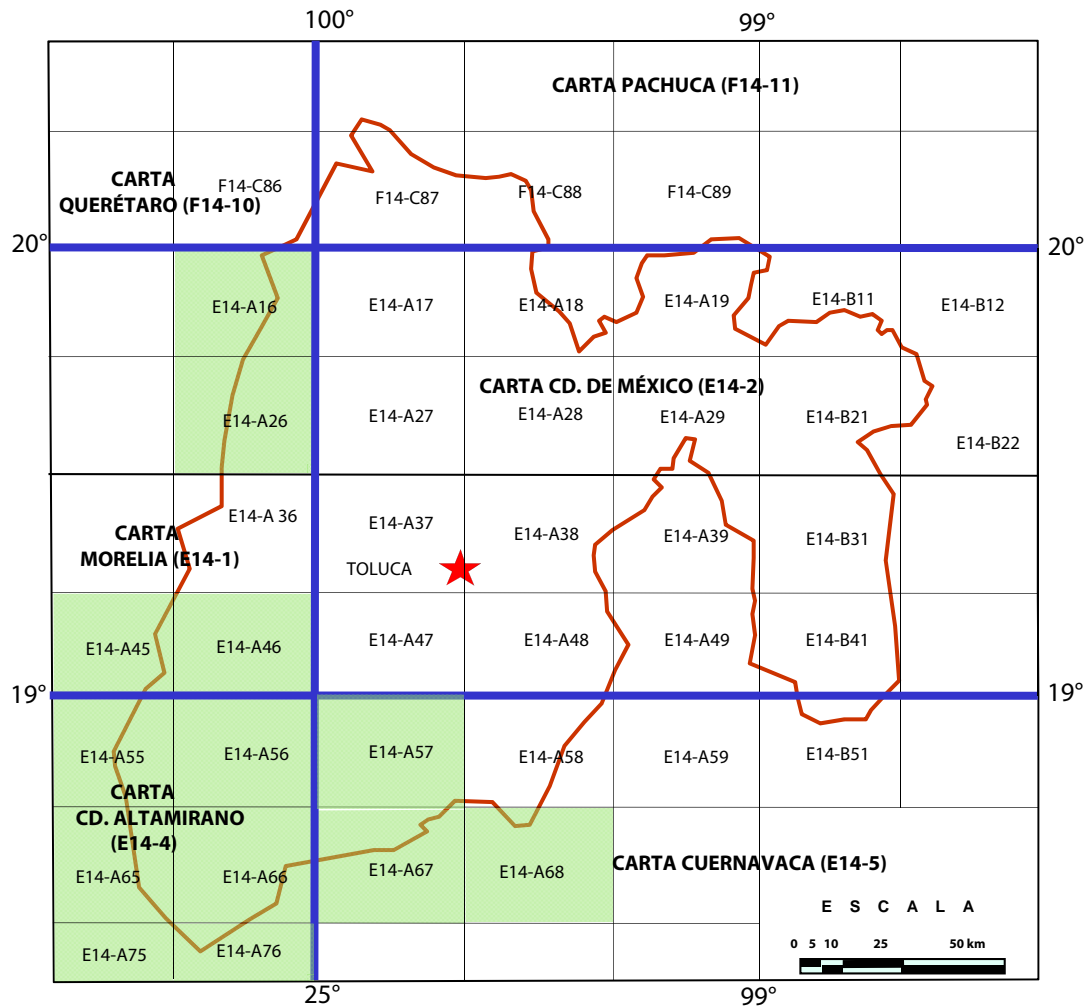 100°
99°
CARTA PACHUCA (F14-11)
CARTA
QUERÉTARO (F14-10)
F14-C86
F14-C87
F14-C88
F14-C89
20°
20°
E14-A16
E14-A17
E14-A18
E14-A19
E14-B11
E14-B12
CARTA CD. DE MÉXICO (E14-2)
E14-A26
E14-A27
E14-A28
E14-A29
E14-B21
E14-B22
E14-A 36
E14-A37
E14-A38
E14-A39
E14-B31
CARTA
MORELIA (E14-1)
TOLUCA
E14-A45
E14-A46
E14-A47
E14-A48
E14-A49
E14-B41
19°
19°
E14-A55
E14-A56
E14-A57
E14-A58
E14-A59
E14-B51
CARTA
CD. ALTAMIRANO
(E14-4)
E14-A65
E14-A66
E14-A67
E14-A68
CARTA CUERNAVACA (E14-5)
E14-A75
E14-A76
E S C A L A
0 5 10 25 50 km
25°
99°